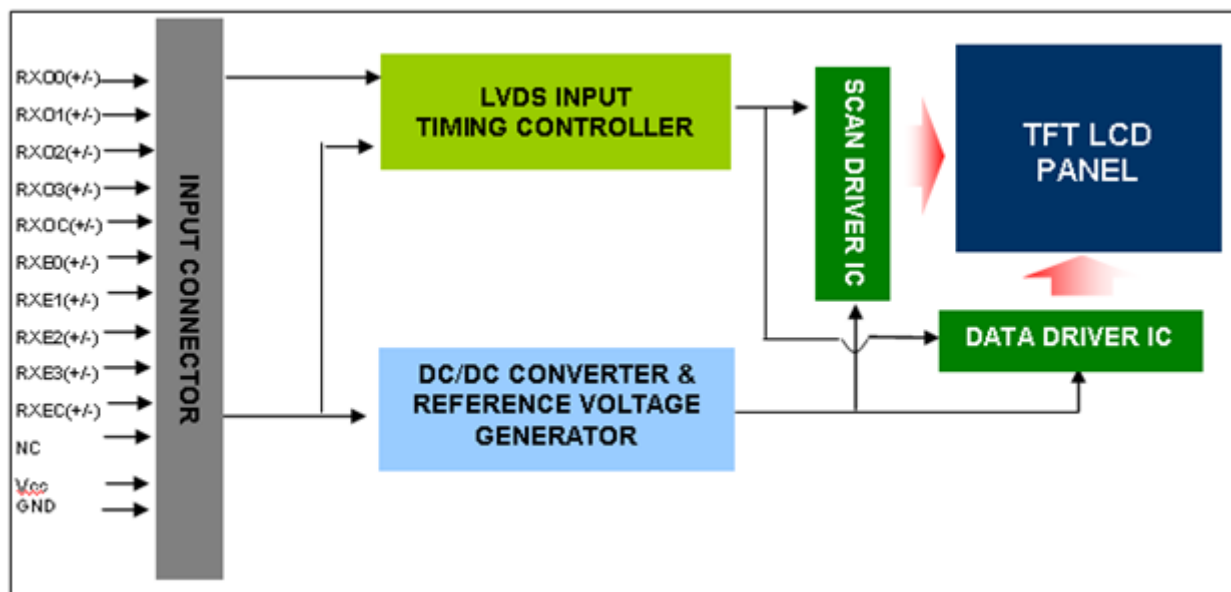 RXO0(+/-)
RXO1(+/-)
RXO2(+/-)
RXO3(+/-)
RXOC(+/-)
RXE0(+/-)
RXE1(+/-)
RXE2(+/-)
RXE3(+/-)
RXEC(+/-)
NC
Vcc
GND
INPUT CONNECTOR
LVDS INPUT
TIMING CONTROLLER
DC/DC CONVERTER &
REFERENCE VOLTAGE
GENERATOR
SCAN DRIVER IC
TFT LCD
PANEL
DATA DRIVER IC